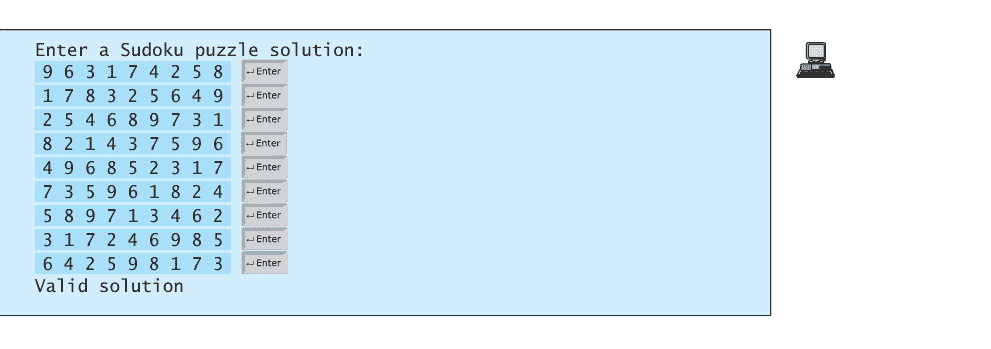 Enter a Sudoku puzzle solution:
9 6 3 1 7 4 2 5 8 ↵Enter
1 7 8 3 2 5 6 4 9 ↵Enter
2 5 4 6 8 9 7 3 1 ↵Enter
8 2 1 4 3 7 5 9 6 ↵Enter
4 9 6 8 5 2 3 1 7 ↵Enter
7 3 5 9 6 1 8 2 4 ↵Enter
5 8 9 7 1 3 4 6 2 ↵Enter
3 1 7 2 4 6 9 8 5 ↵Enter
6 4 2 5 9 8 1 7 3 ↵Enter
Valid solution